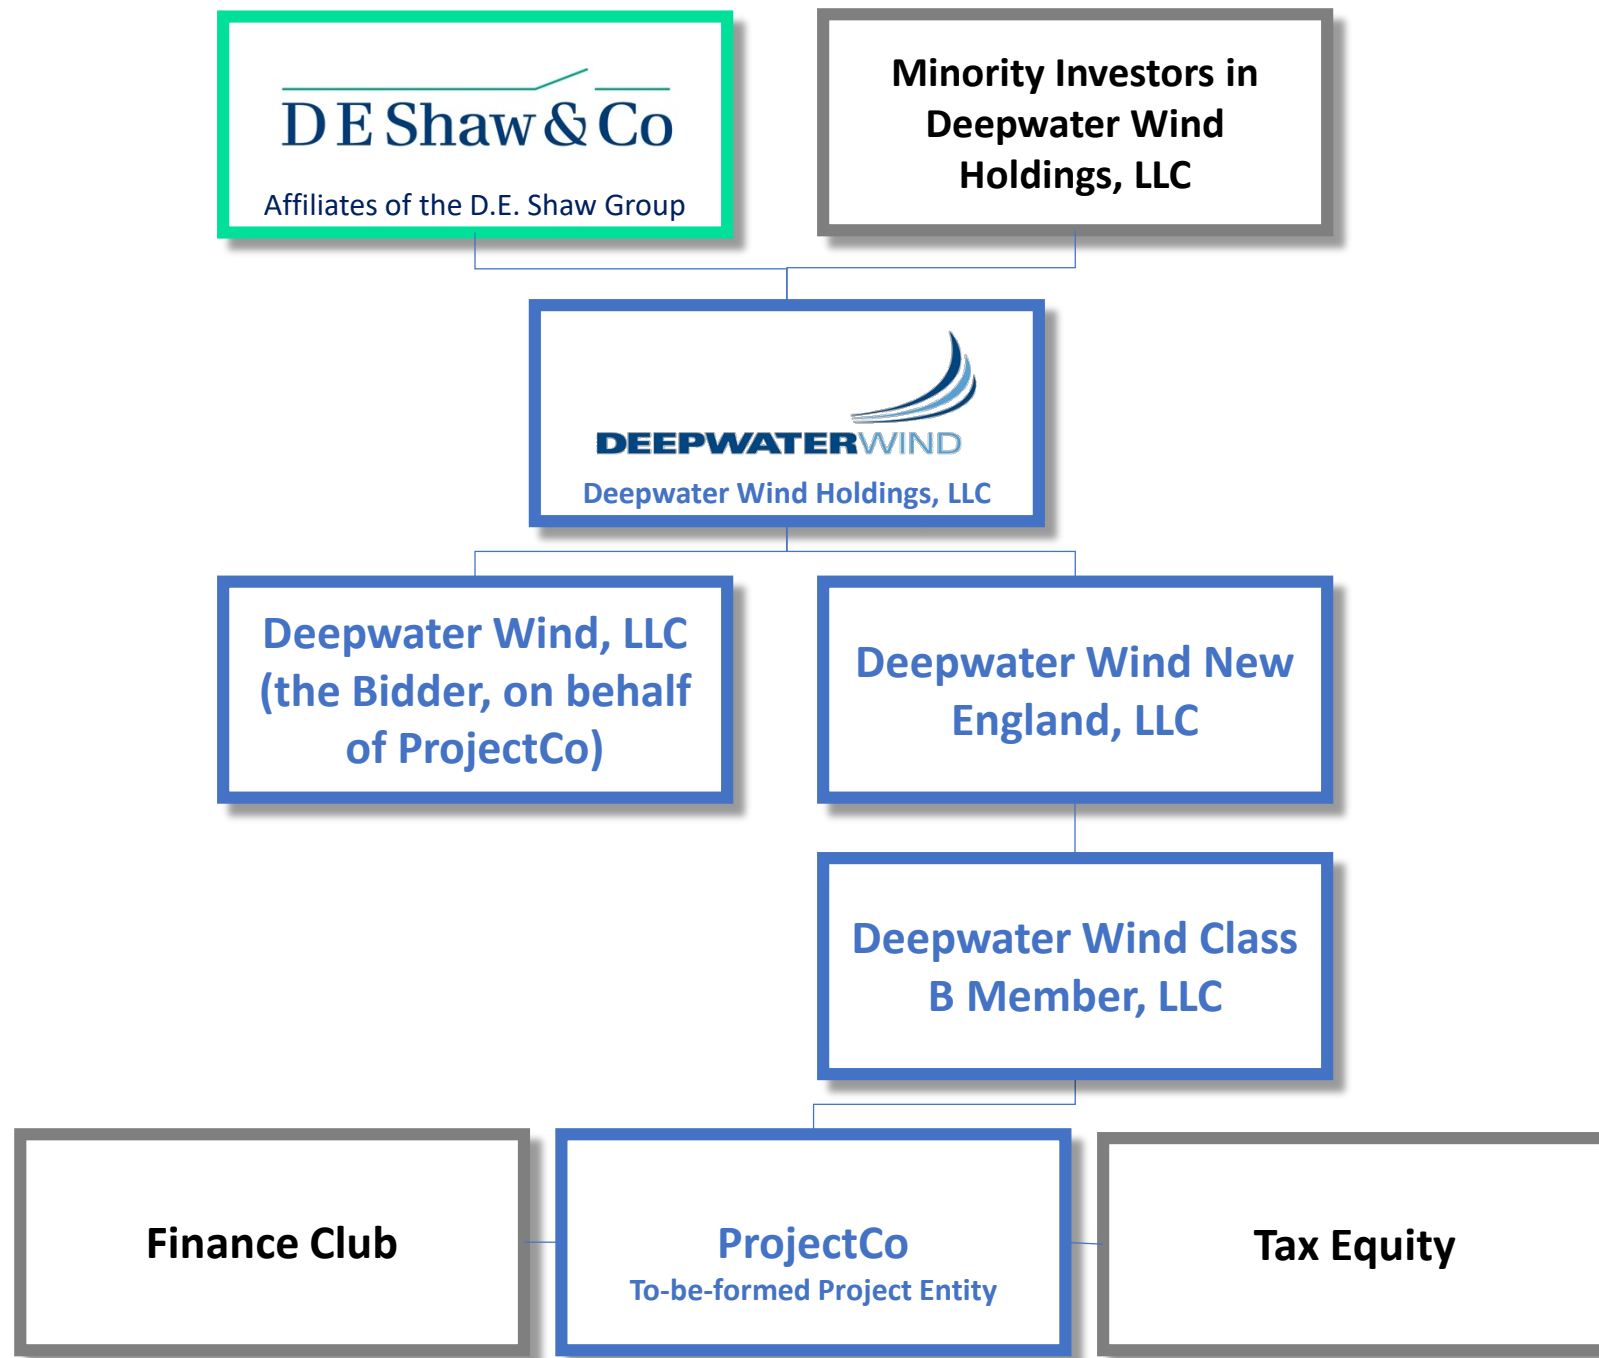 D E Shaw & Co
Affiliates of the D.E. Shaw Group
Minority Investors in
Deepwater Wind
Holdings, LLC
DEEPWATERWIND
Deepwater Wind Holdings, LLC
Deepwater Wind, LLC
(the Bidder, on behalf
of ProjectCo)
Deepwater Wind New
England, LLC
Deepwater Wind Class
B Member, LLC
Finance Club
ProjectCo
To-be-formed Project Entity
Tax Equity